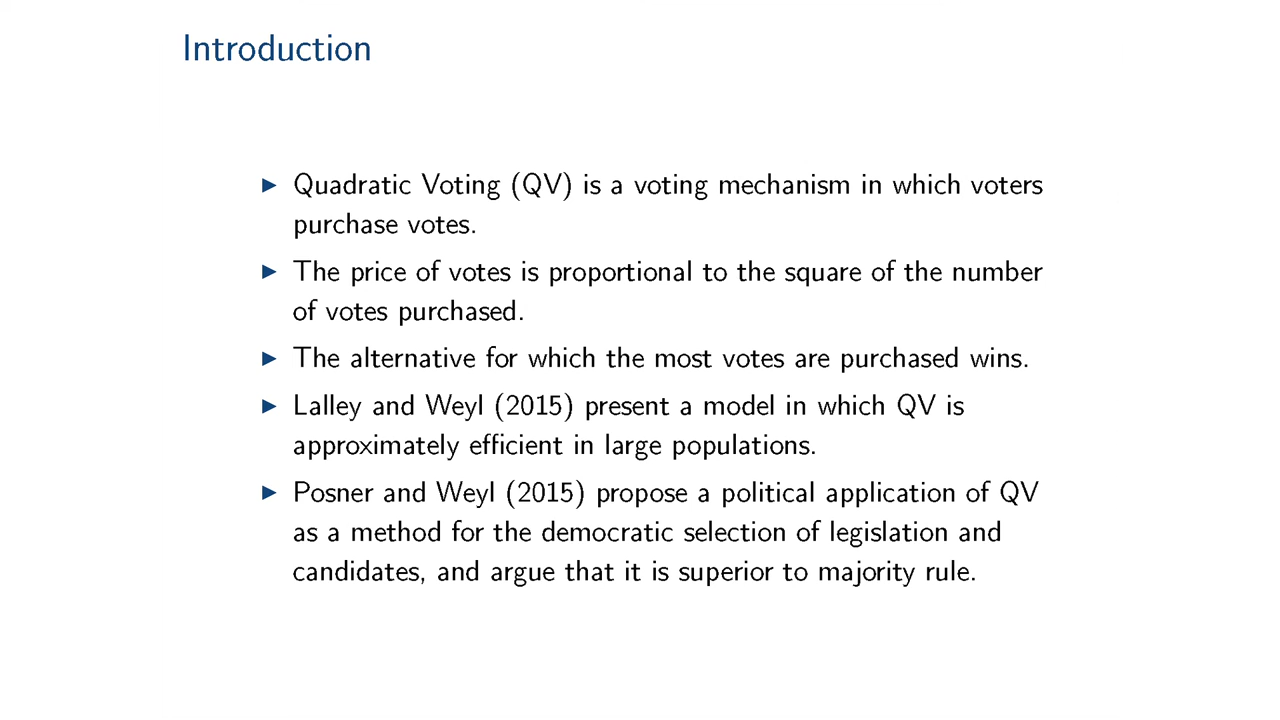 Introduction
▶ Quadratic Voting (QV) is a voting mechanism in which voters
purchase votes.
▶ The price of votes is proportional to the square of the number
of votes purchased.
▶ The alternative for which the most votes are purchased wins.
▶ Lalley and Weyl (2015) present a model in which QV is
approximately efficient in large populations.
▶ Posner and Weyl (2015) propose a political application of QV
as a method for the democratic selection of legislation and
candidates, and argue that it is superior to majority rule.